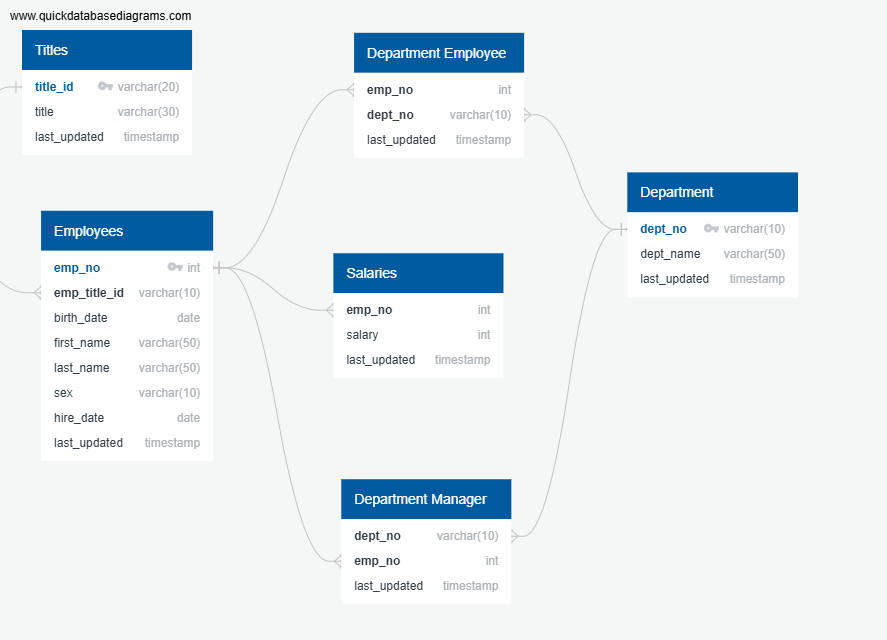 www.quickdatabasediagrams.com
Titles
title_id varchar(20)
title varchar(30)
last_updated timestamp
Department Employee
emp_no int
dept_no varchar(10)
last_updated timestamp
Department
dept_no varchar(10)
dept_name varchar(50)
last_updated timestamp
Employees
emp_no int
emp_title_id varchar(10)
birth_date date
first_name varchar(50)
last_name varchar(50)
sex varchar(10)
hire_date date
last_updated timestamp
Salaries
emp_no int
salary int
last_updated timestamp
Department Manager
dept_no varchar(10)
emp_no int
last_updated timestamp